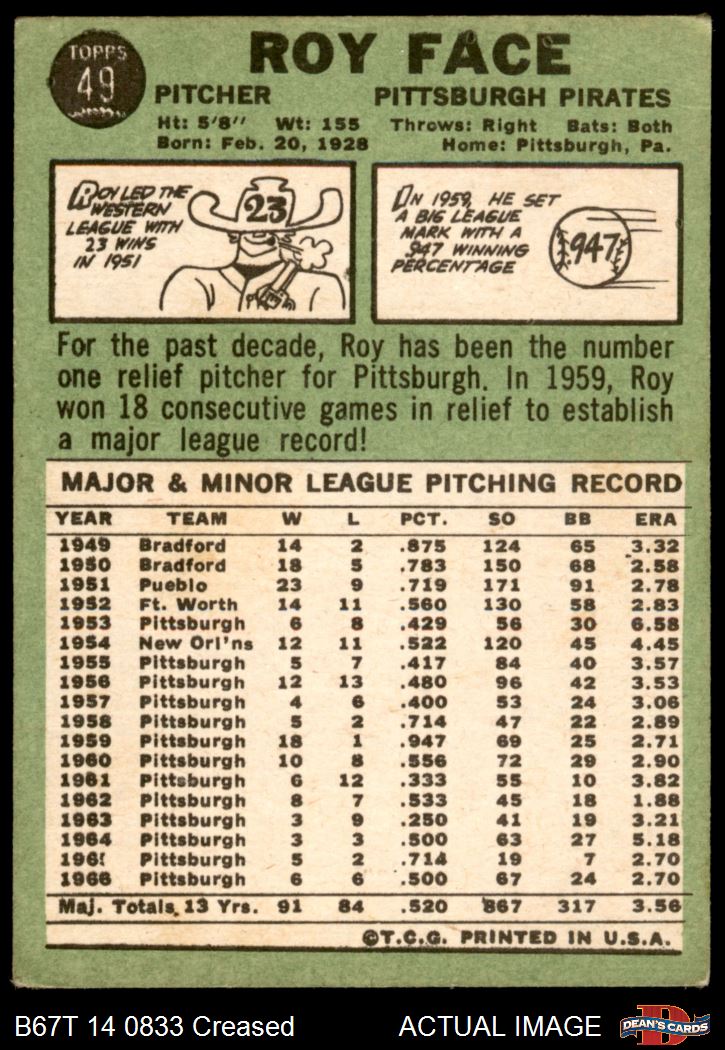 TOPPS
49
ROY FACE
PITCHER PITTSBURGH PIRATES
Ht: 5'8" Wt: 155 Throws: Right Bats: Both
Born: Feb. 20, 1928 Home: Pittsburgh, Pa.
ROY LED THE
WESTERN
LEAGUE WITH
23 WINS
IN 1951
23
IN 1959, HE SET
A BIG LEAGUE
MARK WITH A
.947 WINNING
PERCENTAGE
.947
For the past decade, Roy has been the number
one relief pitcher for Pittsburgh. In 1959, Roy
won 18 consecutive games in relief to establish
a major league record!
MAJOR & MINOR LEAGUE PITCHING RECORD
YEAR TEAM W L PCT. SO BB ERA
1949 Bradford 14 2 .875 124 65 3.32
1950 Bradford 18 5 .783 150 68 2.58
1951 Pueblo 23 9 .719 171 91 2.78
1952 Ft. Worth 14 11 .560 130 58 2.83
1953 Pittsburgh 6 8 .429 56 30 6.58
1954 New Orl'ns 12 11 .522 120 45 4.45
1955 Pittsburgh 5 7 .417 84 40 3.57
1956 Pittsburgh 12 13 .480 96 42 3.53
1957 Pittsburgh 4 6 .400 53 24 3.06
1958 Pittsburgh 5 2 .714 47 22 2.89
1959 Pittsburgh 18 1 .947 69 25 2.71
1960 Pittsburgh 10 8 .556 72 29 2.90
1961 Pittsburgh 6 12 .333 55 10 3.82
1962 Pittsburgh 8 7 .533 45 18 1.88
1963 Pittsburgh 3 9 .250 41 19 3.21
1964 Pittsburgh 3 3 .500 63 27 5.18
1965 Pittsburgh 5 2 .714 19 7 2.70
1966 Pittsburgh 6 6 .500 67 24 2.70
Maj. Totals 13 Yrs. 91 84 .520 867 317 3.56
©T.C.G. PRINTED IN U.S.A.
B67T 14 0833 Creased ACTUAL IMAGE
D
DEAN'S CARDS